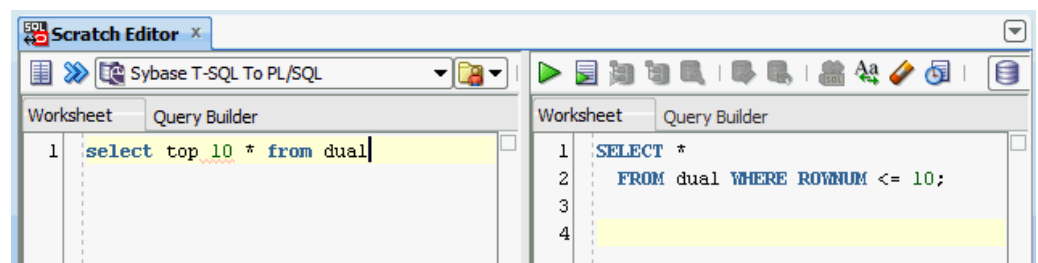 SQL Scratch Editor x
Sybase T-SQL To PL/SQL
Worksheet Query Builder
1 select top 10 * from dual
Worksheet Query Builder
1 SELECT *
2 FROM dual WHERE ROWNUM <= 10;
3
4